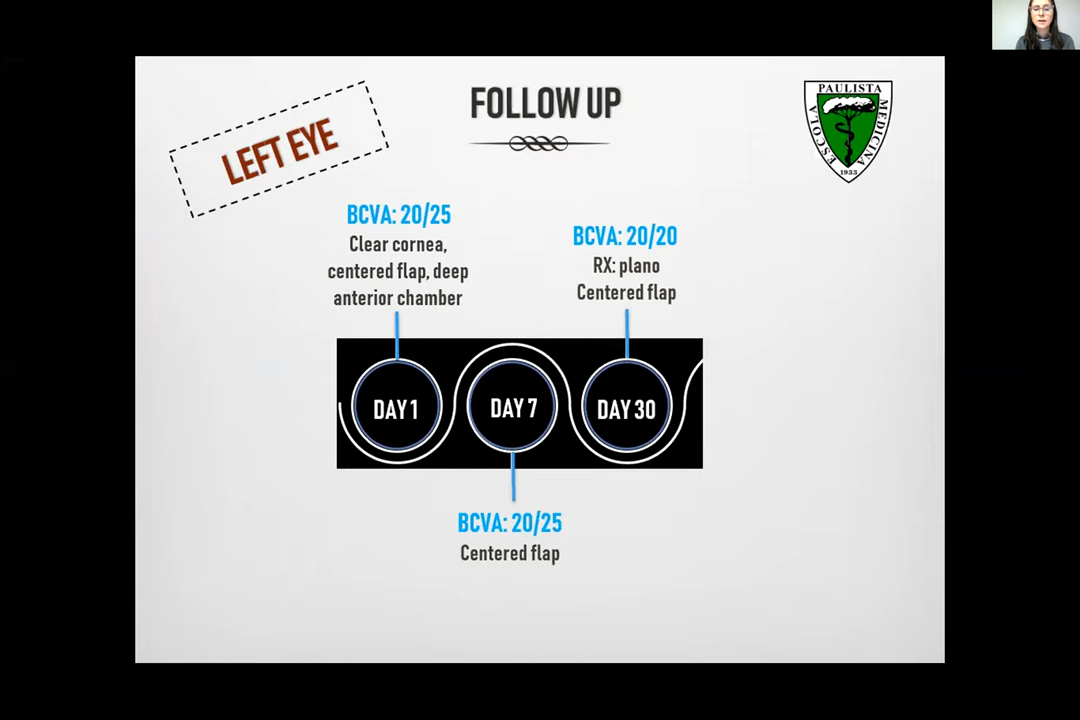 FOLLOW UP
LEFT EYE
PAULISTA
ESCOLA
MEDICINA
1933
BCVA: 20/25
Clear cornea,
centered flap, deep
anterior chamber
BCVA: 20/20
RX: plano
Centered flap
DAY 1
DAY 7
DAY 30
BCVA: 20/25
Centered flap